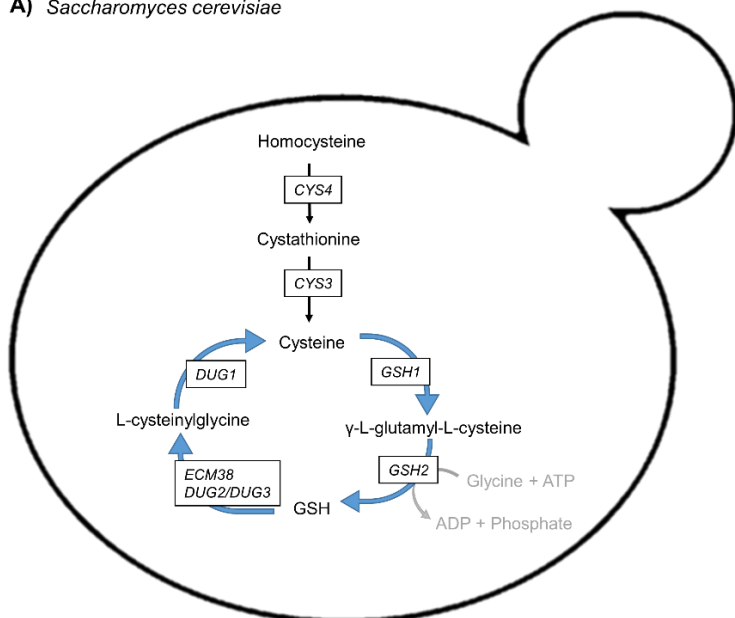 A) Saccharomyces cerevisiae
Homocysteine
CYS4
Cystathionine
CYS3
Cysteine
DUG1
GSH1
L-cysteinylglycine
γ-L-glutamyl-L-cysteine
ECM38
DUG2/DUG3
GSH2
Glycine + ATP
GSH
ADP + Phosphate